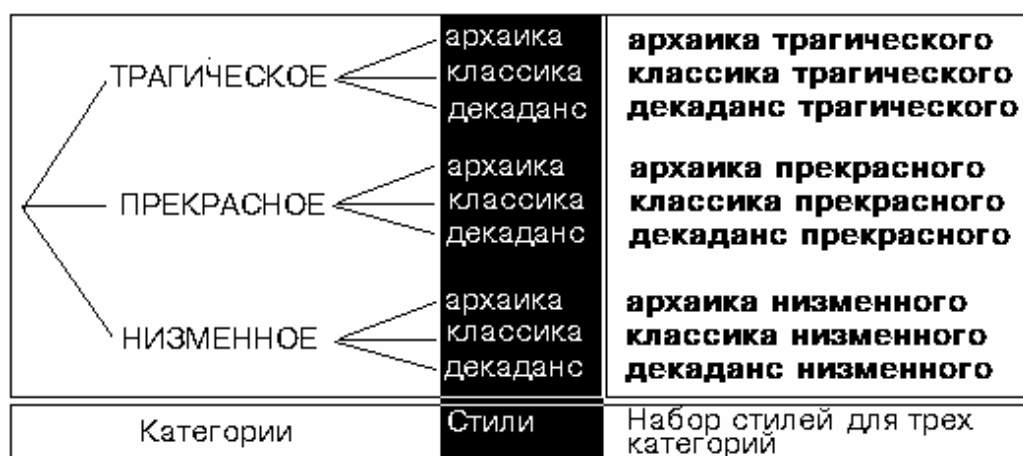 архаика архаика трагического
ТРАГИЧЕСКОЕ классика классика трагического
декаданс декаданс трагического
архаика архаика прекрасного
ПРЕКРАСНОЕ классика классика прекрасного
декаданс декаданс прекрасного
архаика архаика низменного
НИЗМЕННОЕ классика классика низменного
декаданс декаданс низменного
Категории Стили Набор стилей для трех
категорий